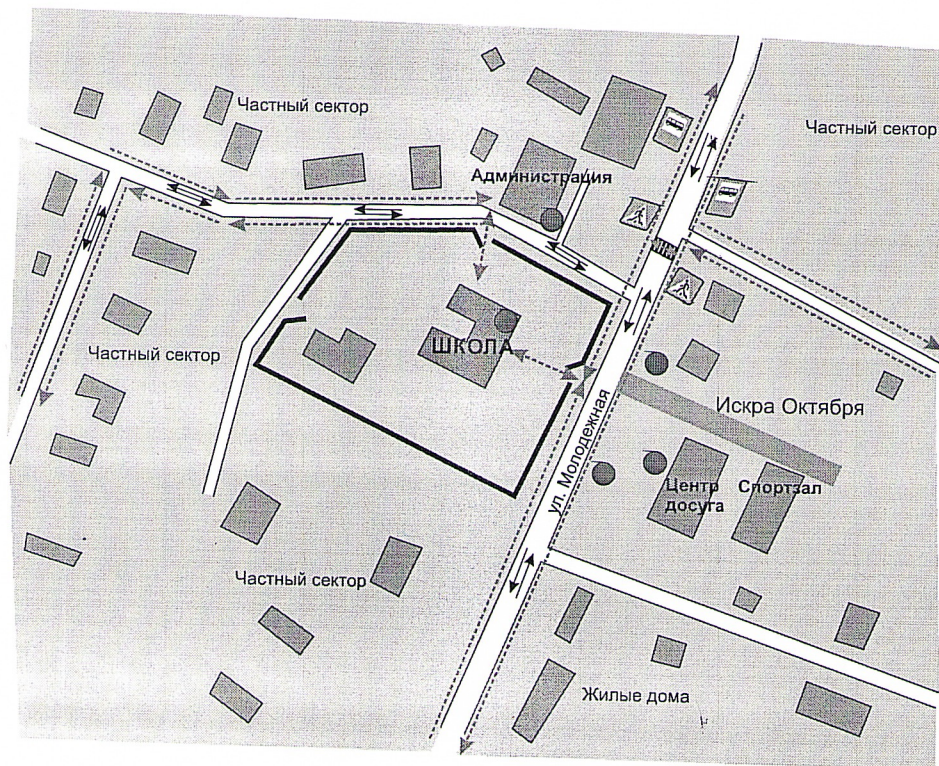 Частный сектор
Частный сектор
Администрация
Частный сектор
ШКОЛА
Искра Октября
ул. Молодежная
Центр
досуга
Спортзал
Частный сектор
Жилые дома